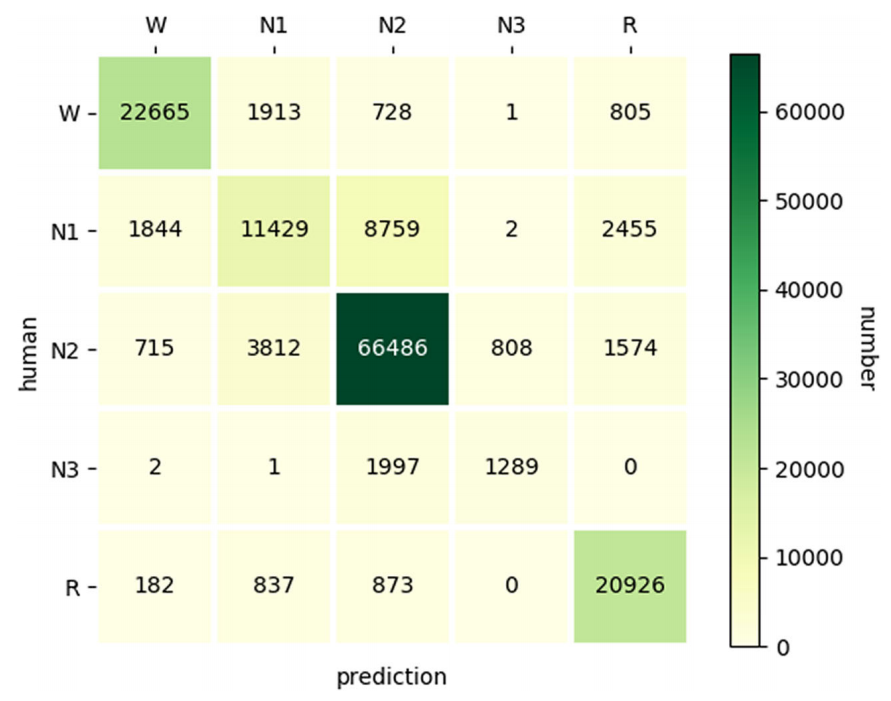 W N1 N2 N3 R
W 22665 1913 728 1 805
N1 1844 11429 8759 2 2455
N2 715 3812 66486 808 1574
N3 2 1 1997 1289 0
R 182 837 873 0 20926
human
prediction
60000
50000
40000
30000
20000
10000
0
number